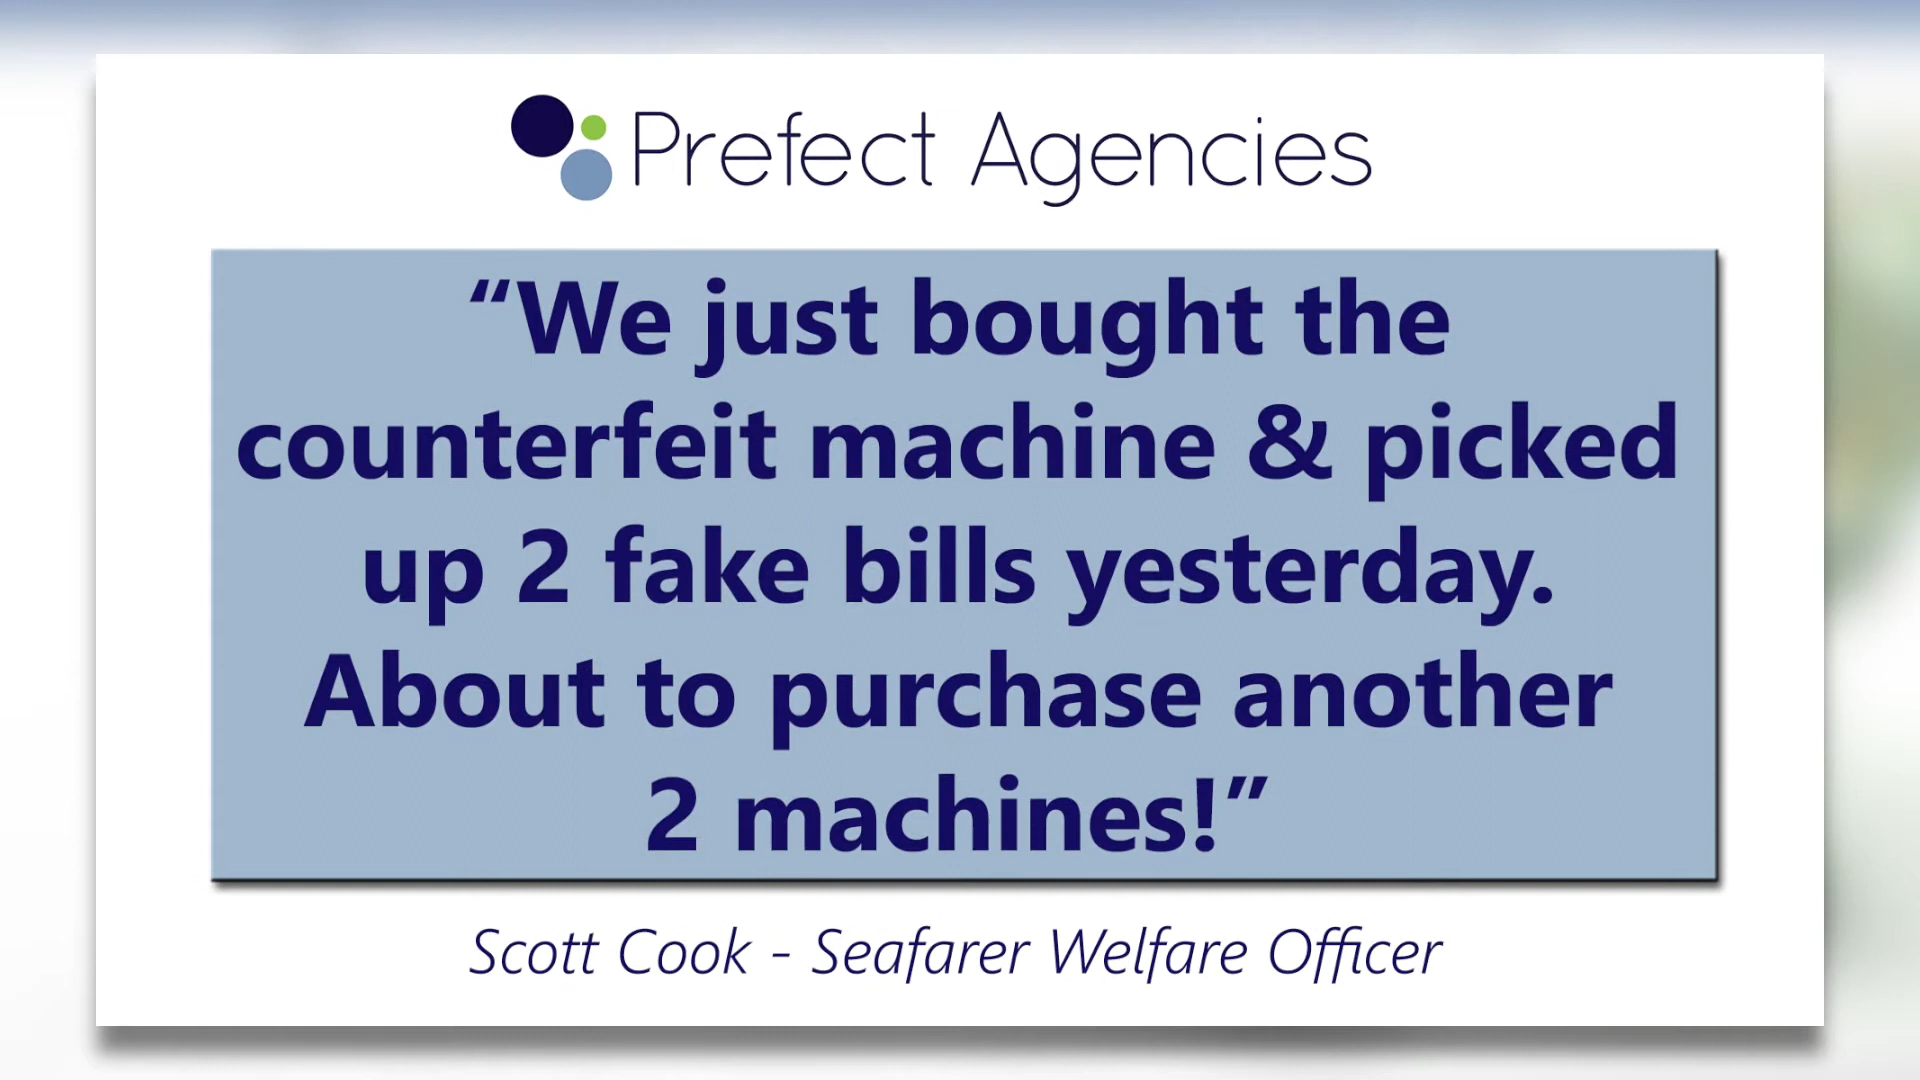 Prefect Agencies
“We just bought the
counterfeit machine & picked
up 2 fake bills yesterday.
About to purchase another
2 machines!”
Scott Cook - Seafarer Welfare Officer